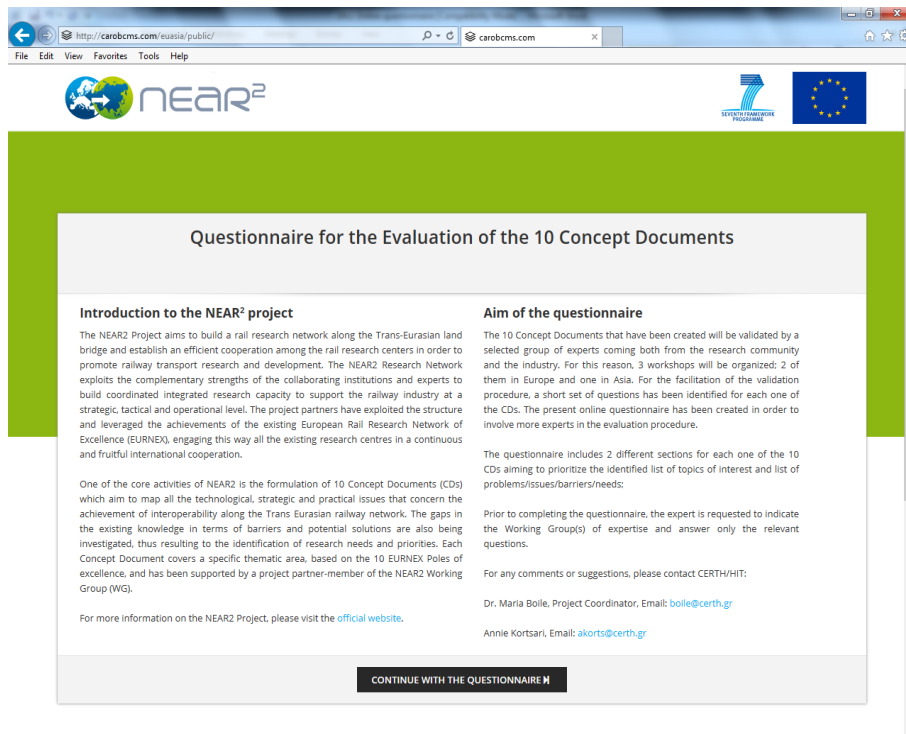 http://carobcms.com/euasia/public/
carobcms.com
File Edit View Favorites Tools Help
near²
SEVENTH FRAMEWORK
PROGRAMME
Questionnaire for the Evaluation of the 10 Concept Documents
Introduction to the NEAR² project
The NEAR2 Project aims to build a rail research network along the Trans-Eurasian land
bridge and establish an efficient cooperation among the rail research centers in order to
promote railway transport research and development. The NEAR2 Research Network
exploits the complementary strengths of the collaborating institutions and experts to
build coordinated integrated research capacity to support the railway industry at a
strategic, tactical and operational level. The project partners have exploited the structure
and leveraged the achievements of the existing European Rail Research Network of
Excellence (EURNEX), engaging this way all the existing research centres in a continuous
and fruitful international cooperation.
One of the core activities of NEAR2 is the formulation of 10 Concept Documents (CDs)
which aim to map all the technological, strategic and practical issues that concern the
achievement of interoperability along the Trans Eurasian railway network. The gaps in
the existing knowledge in terms of barriers and potential solutions are also being
investigated, thus resulting to the identification of research needs and priorities. Each
Concept Document covers a specific thematic area, based on the 10 EURNEX Poles of
excellence, and has been supported by a project partner-member of the NEAR2 Working
Group (WG).
For more information on the NEAR2 Project, please visit the official website.
Aim of the questionnaire
The 10 Concept Documents that have been created will be validated by a
selected group of experts coming both from the research community
and the industry. For this reason, 3 workshops will be organized; 2 of
them in Europe and one in Asia. For the facilitation of the validation
procedure, a short set of questions has been identified for each one of
the CDs. The present online questionnaire has been created in order to
involve more experts in the evaluation procedure.
The questionnaire includes 2 different sections for each one of the 10
CDs aiming to prioritize the identified list of topics of interest and list of
problems/issues/barriers/needs;
Prior to completing the questionnaire, the expert is requested to indicate
the Working Group(s) of expertise and answer only the relevant
questions.
For any comments or suggestions, please contact CERTH/HIT:
Dr. Maria Boile, Project Coordinator, Email: boile@certh.gr
Annie Kortsari, Email: akorts@certh.gr
CONTINUE WITH THE QUESTIONNAIRE